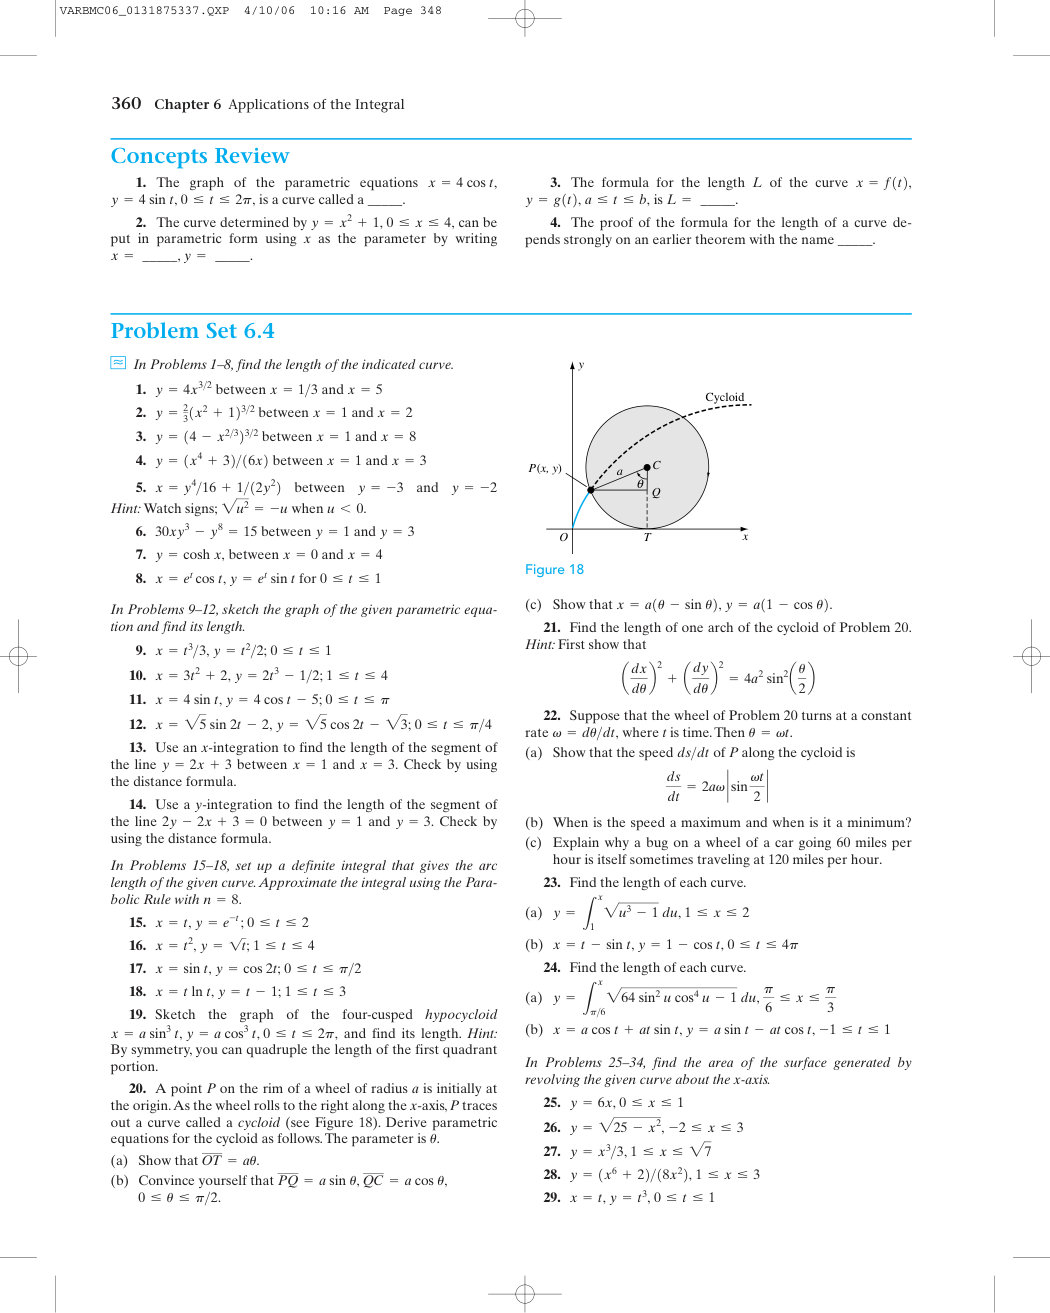 VARBMC06_0131875337.QXP 4/10/06 10:16 AM Page 348
360 Chapter 6 Applications of the Integral
Concepts Review
1. The graph of the parametric equations x = 4 cos t,
y = 4 sin t, 0 ≤ t ≤ 2π, is a curve called a _____.
2. The curve determined by y = x² + 1, 0 ≤ x ≤ 4, can be
put in parametric form using x as the parameter by writing
x = _____, y = _____.
3. The formula for the length L of the curve x = f(t),
y = g(t), a ≤ t ≤ b, is L = _____.
4. The proof of the formula for the length of a curve de-
pends strongly on an earlier theorem with the name _____.
Problem Set 6.4
≈ In Problems 1–8, find the length of the indicated curve.
1. y = 4x^(3/2) between x = 1/3 and x = 5
2. y = 2/3(x² + 1)^(3/2) between x = 1 and x = 2
3. y = (4 − x^(2/3))^(3/2) between x = 1 and x = 8
4. y = (x⁴ + 3)/(6x) between x = 1 and x = 3
5. x = y⁴/16 + 1/(2y²) between y = −3 and y = −2
Hint: Watch signs; √u² = −u when u < 0.
6. 30xy³ − y⁸ = 15 between y = 1 and y = 3
7. y = cosh x, between x = 0 and x = 4
8. x = e^t cos t, y = e^t sin t for 0 ≤ t ≤ 1
In Problems 9–12, sketch the graph of the given parametric equa-
tion and find its length.
9. x = t³/3, y = t²/2; 0 ≤ t ≤ 1
10. x = 3t² + 2, y = 2t³ − 1/2; 1 ≤ t ≤ 4
11. x = 4 sin t, y = 4 cos t − 5; 0 ≤ t ≤ π
12. x = √5 sin 2t − 2, y = √5 cos 2t − √3; 0 ≤ t ≤ π/4
13. Use an x-integration to find the length of the segment of
the line y = 2x + 3 between x = 1 and x = 3. Check by using
the distance formula.
14. Use a y-integration to find the length of the segment of
the line 2y − 2x + 3 = 0 between y = 1 and y = 3. Check by
using the distance formula.
In Problems 15–18, set up a definite integral that gives the arc
length of the given curve. Approximate the integral using the Para-
bolic Rule with n = 8.
15. x = t, y = e^(−t); 0 ≤ t ≤ 2
16. x = t², y = √t; 1 ≤ t ≤ 4
17. x = sin t, y = cos 2t; 0 ≤ t ≤ π/2
18. x = t ln t, y = t − 1; 1 ≤ t ≤ 3
19. Sketch the graph of the four-cusped hypocycloid
x = a sin³ t, y = a cos³ t, 0 ≤ t ≤ 2π, and find its length. Hint:
By symmetry, you can quadruple the length of the first quadrant
portion.
20. A point P on the rim of a wheel of radius a is initially at
the origin. As the wheel rolls to the right along the x-axis, P traces
out a curve called a cycloid (see Figure 18). Derive parametric
equations for the cycloid as follows. The parameter is θ.
(a) Show that O̅T̅ = aθ.
(b) Convince yourself that P̅Q̅ = a sin θ, Q̅C̅ = a cos θ,
0 ≤ θ ≤ π/2.
y
Cycloid
P(x, y)
a
C
θ
Q
O
T
x
Figure 18
(c) Show that x = a(θ − sin θ), y = a(1 − cos θ).
21. Find the length of one arch of the cycloid of Problem 20.
Hint: First show that
(dx/dθ)² + (dy/dθ)² = 4a² sin²(θ/2)
22. Suppose that the wheel of Problem 20 turns at a constant
rate ω = dθ/dt, where t is time. Then θ = ωt.
(a) Show that the speed ds/dt of P along the cycloid is
ds/dt = 2aω|sin ωt/2|
(b) When is the speed a maximum and when is it a minimum?
(c) Explain why a bug on a wheel of a car going 60 miles per
hour is itself sometimes traveling at 120 miles per hour.
23. Find the length of each curve.
(a) y = ∫₁ˣ √(u³ − 1) du, 1 ≤ x ≤ 2
(b) x = t − sin t, y = 1 − cos t, 0 ≤ t ≤ 4π
24. Find the length of each curve.
(a) y = ∫_(π/6)^x √(64 sin² u cos⁴ u − 1) du, π/6 ≤ x ≤ π/3
(b) x = a cos t + at sin t, y = a sin t − at cos t, −1 ≤ t ≤ 1
In Problems 25–34, find the area of the surface generated by
revolving the given curve about the x-axis.
25. y = 6x, 0 ≤ x ≤ 1
26. y = √(25 − x²), −2 ≤ x ≤ 3
27. y = x³/3, 1 ≤ x ≤ √7
28. y = (x⁶ + 2)/(8x²), 1 ≤ x ≤ 3
29. x = t, y = t³, 0 ≤ t ≤ 1